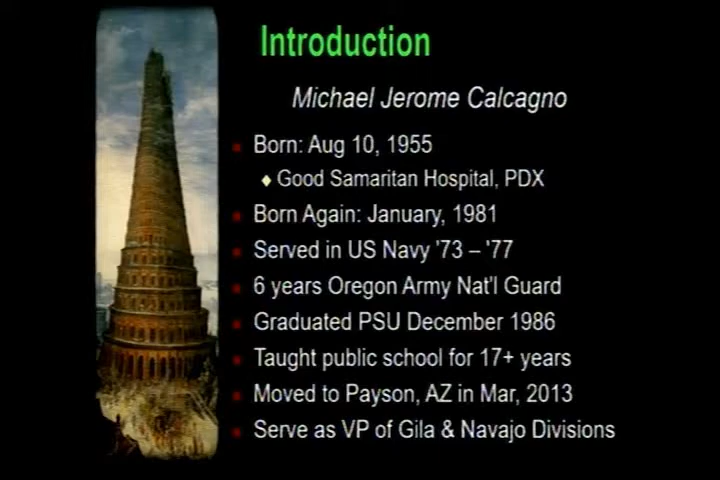 Introduction
Michael Jerome Calcagno
Born: Aug 10, 1955
Good Samaritan Hospital, PDX
Born Again: January, 1981
Served in US Navy '73 – '77
6 years Oregon Army Nat'l Guard
Graduated PSU December 1986
Taught public school for 17+ years
Moved to Payson, AZ in Mar, 2013
Serve as VP of Gila & Navajo Divisions